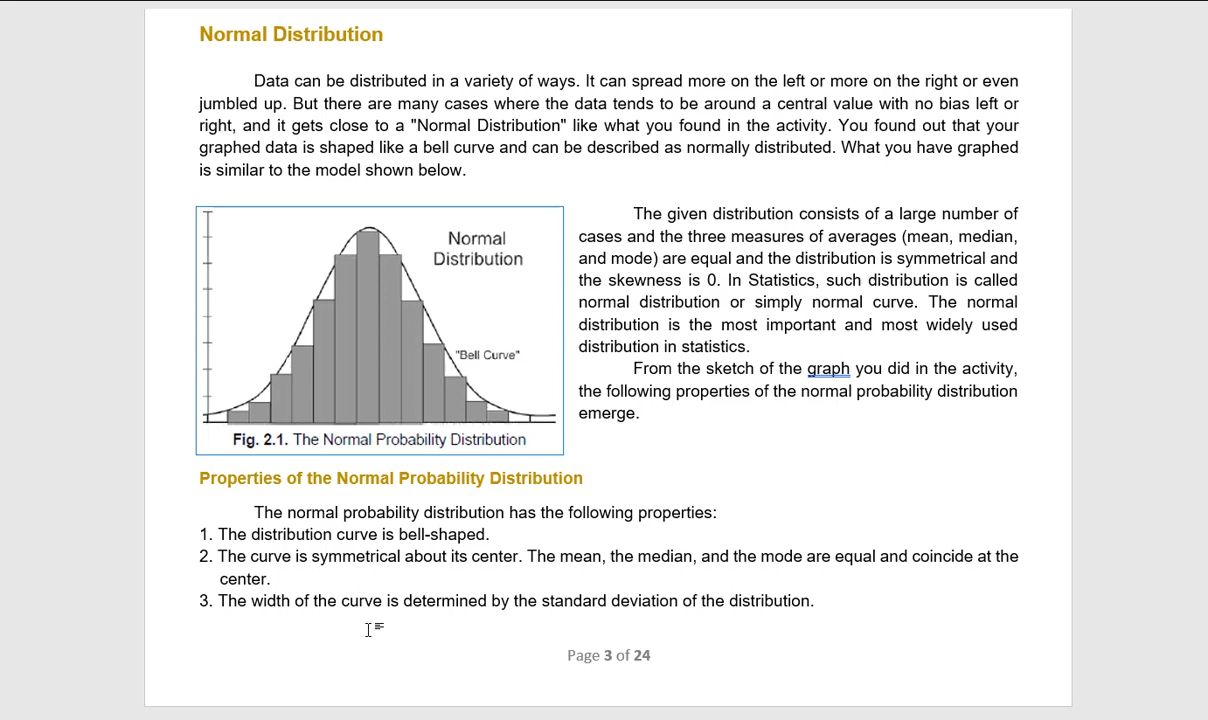 Normal Distribution
Data can be distributed in a variety of ways. It can spread more on the left or more on the right or even
jumbled up. But there are many cases where the data tends to be around a central value with no bias left or
right, and it gets close to a "Normal Distribution" like what you found in the activity. You found out that your
graphed data is shaped like a bell curve and can be described as normally distributed. What you have graphed
is similar to the model shown below.
Normal
Distribution
"Bell Curve"
Fig. 2.1. The Normal Probability Distribution
The given distribution consists of a large number of
cases and the three measures of averages (mean, median,
and mode) are equal and the distribution is symmetrical and
the skewness is 0. In Statistics, such distribution is called
normal distribution or simply normal curve. The normal
distribution is the most important and most widely used
distribution in statistics.
From the sketch of the graph you did in the activity,
the following properties of the normal probability distribution
emerge.
Properties of the Normal Probability Distribution
The normal probability distribution has the following properties:
1. The distribution curve is bell-shaped.
2. The curve is symmetrical about its center. The mean, the median, and the mode are equal and coincide at the
center.
3. The width of the curve is determined by the standard deviation of the distribution.
Page 3 of 24